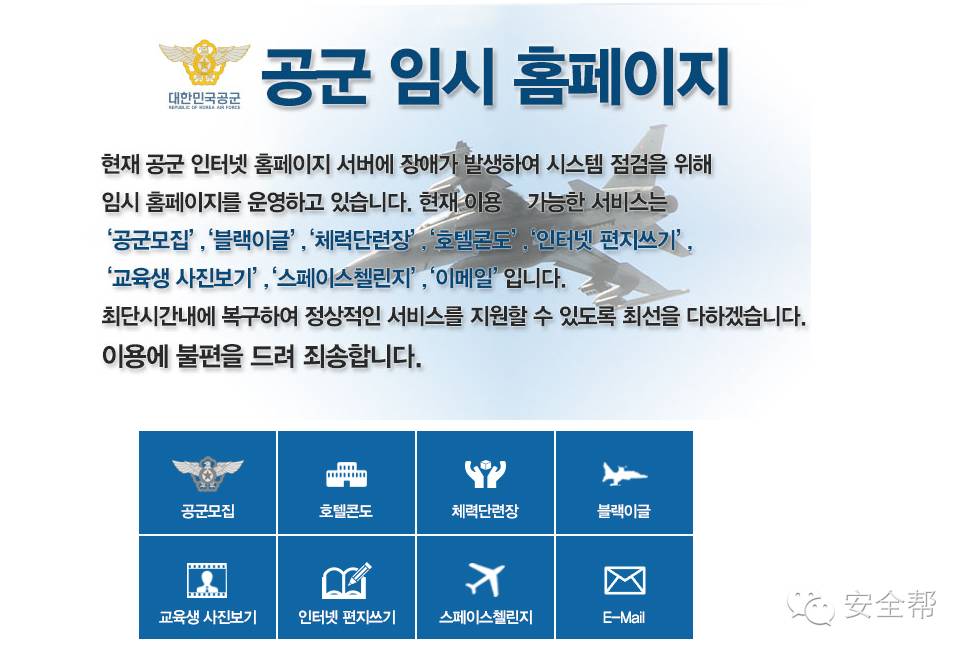 대한민국공군
REPUBLIC OF KOREA AIR FORCE
공군 임시 홈페이지
현재 공군 인터넷 홈페이지 서버에 장애가 발생하여 시스템 점검을 위해
임시 홈페이지를 운영하고 있습니다. 현재 이용 가능한 서비스는
‘공군모집’, ‘블랙이글’, ‘체력단련장’, ‘호텔콘도’, ‘인터넷 편지쓰기’,
‘교육생 사진보기’, ‘스페이스첼린지’, ‘이메일’ 입니다.
최단시간내에 복구하여 정상적인 서비스를 지원할 수 있도록 최선을 다하겠습니다.
이용에 불편을 드려 죄송합니다.
공군모집
호텔콘도
체력단련장
블랙이글
교육생 사진보기
인터넷 편지쓰기
스페이스첼린지
E-Mail
安全帮